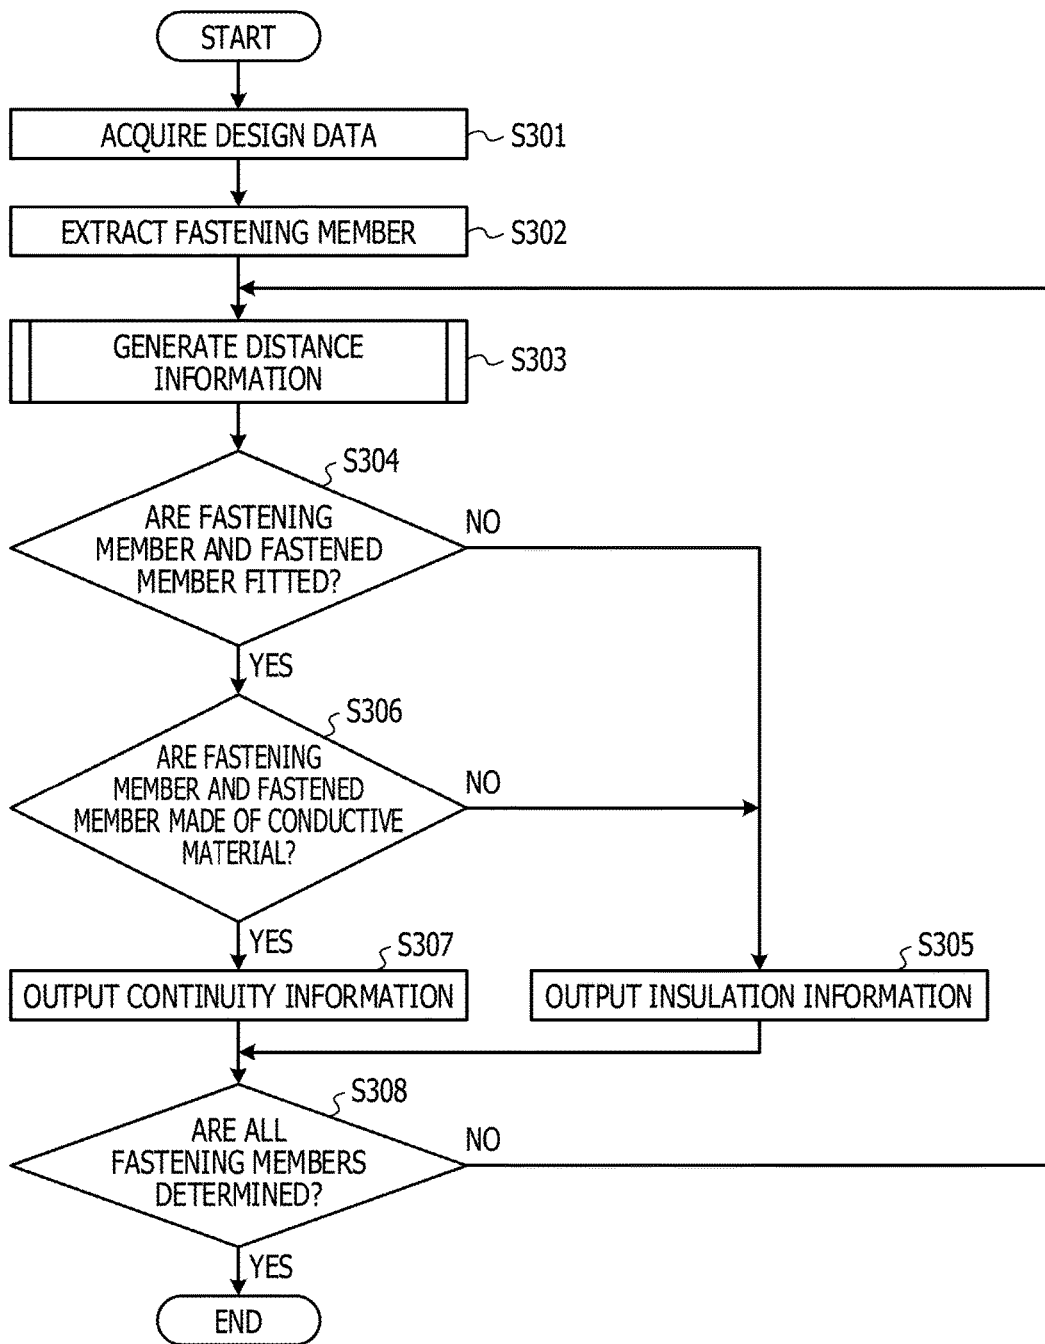 START
ACQUIRE DESIGN DATA
S301
EXTRACT FASTENING MEMBER
S302
GENERATE DISTANCE
INFORMATION
S303
S304
ARE FASTENING
MEMBER AND FASTENED
MEMBER FITTED?
NO
YES
S306
ARE FASTENING
MEMBER AND FASTENED
MEMBER MADE OF CONDUCTIVE
MATERIAL?
NO
YES
S307
OUTPUT CONTINUITY INFORMATION
S305
OUTPUT INSULATION INFORMATION
S308
ARE ALL
FASTENING MEMBERS
DETERMINED?
NO
YES
END